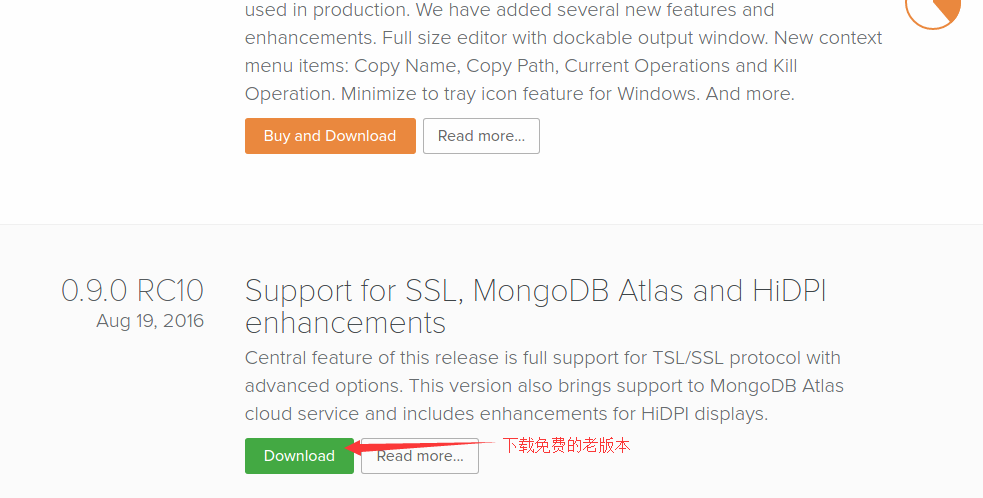 used in production. We have added several new features and
enhancements. Full size editor with dockable output window. New context
menu items: Copy Name, Copy Path, Current Operations and Kill
Operation. Minimize to tray icon feature for Windows. And more.
Buy and Download
Read more...
0.9.0 RC10
Aug 19, 2016
Support for SSL, MongoDB Atlas and HiDPI
enhancements
Central feature of this release is full support for TSL/SSL protocol with
advanced options. This version also brings support to MongoDB Atlas
cloud service and includes enhancements for HiDPI displays.
Download
Read more...
下载免费的老版本